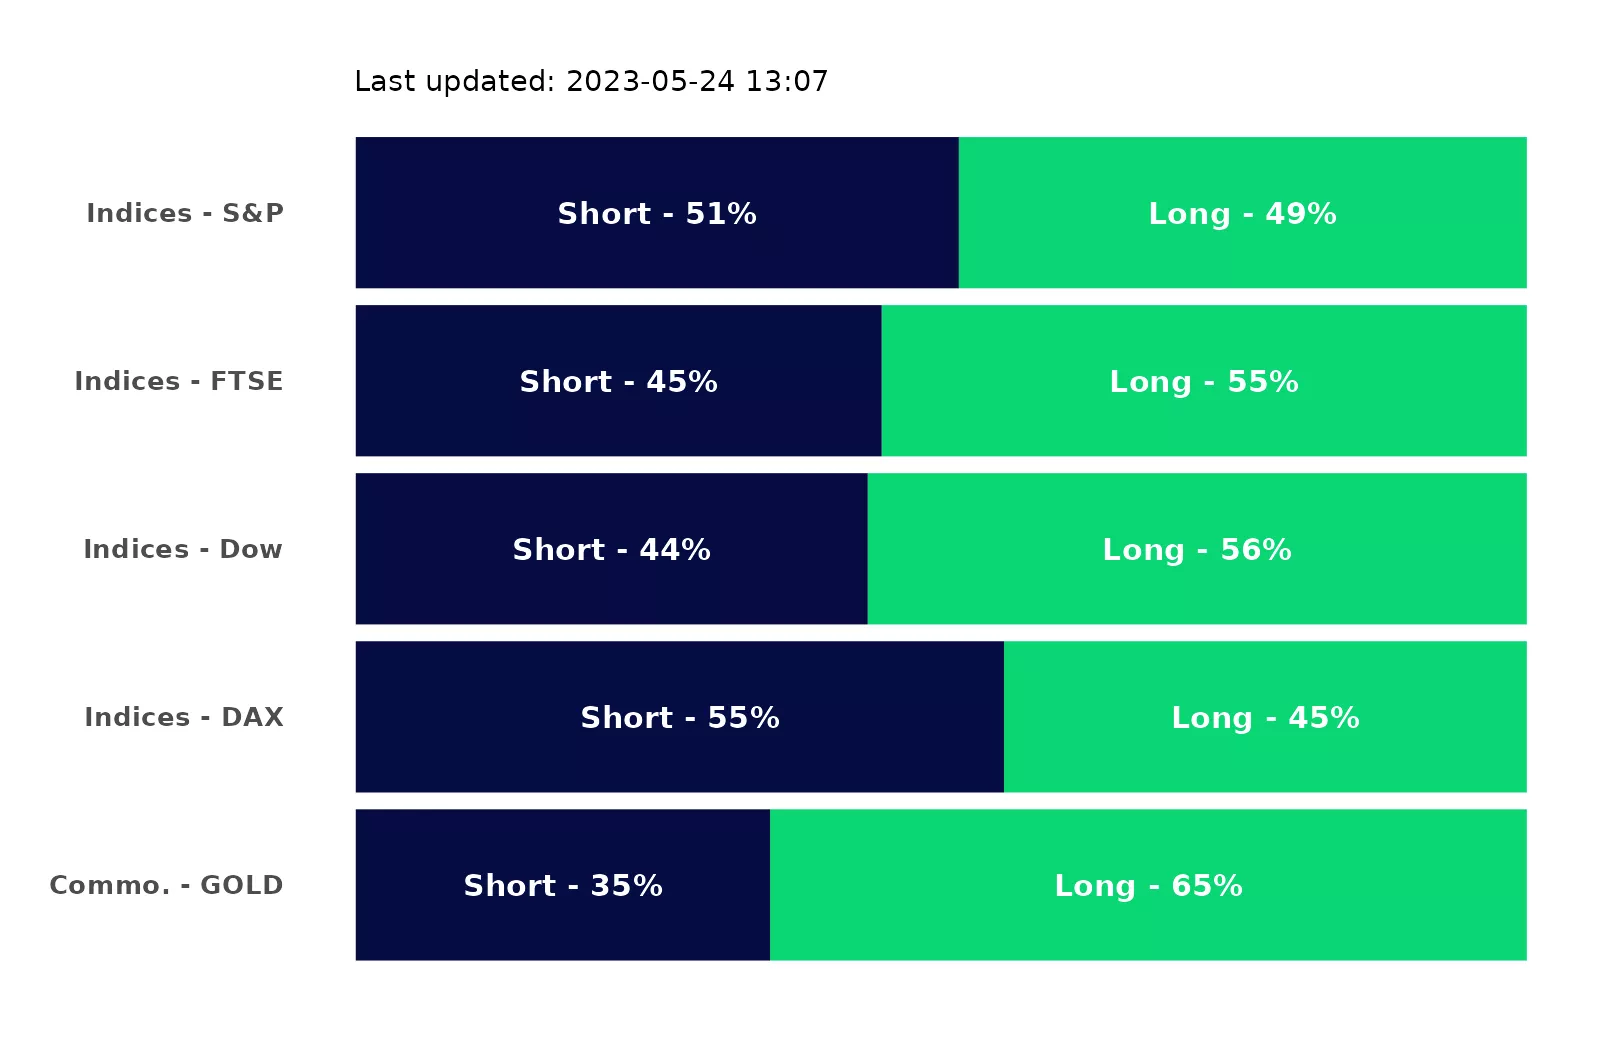 Last updated: 2023-05-24 13:07
Indices - S&P Short - 51% Long - 49%
Indices - FTSE Short - 45% Long - 55%
Indices - Dow Short - 44% Long - 56%
Indices - DAX Short - 55% Long - 45%
Commo. - GOLD Short - 35% Long - 65%